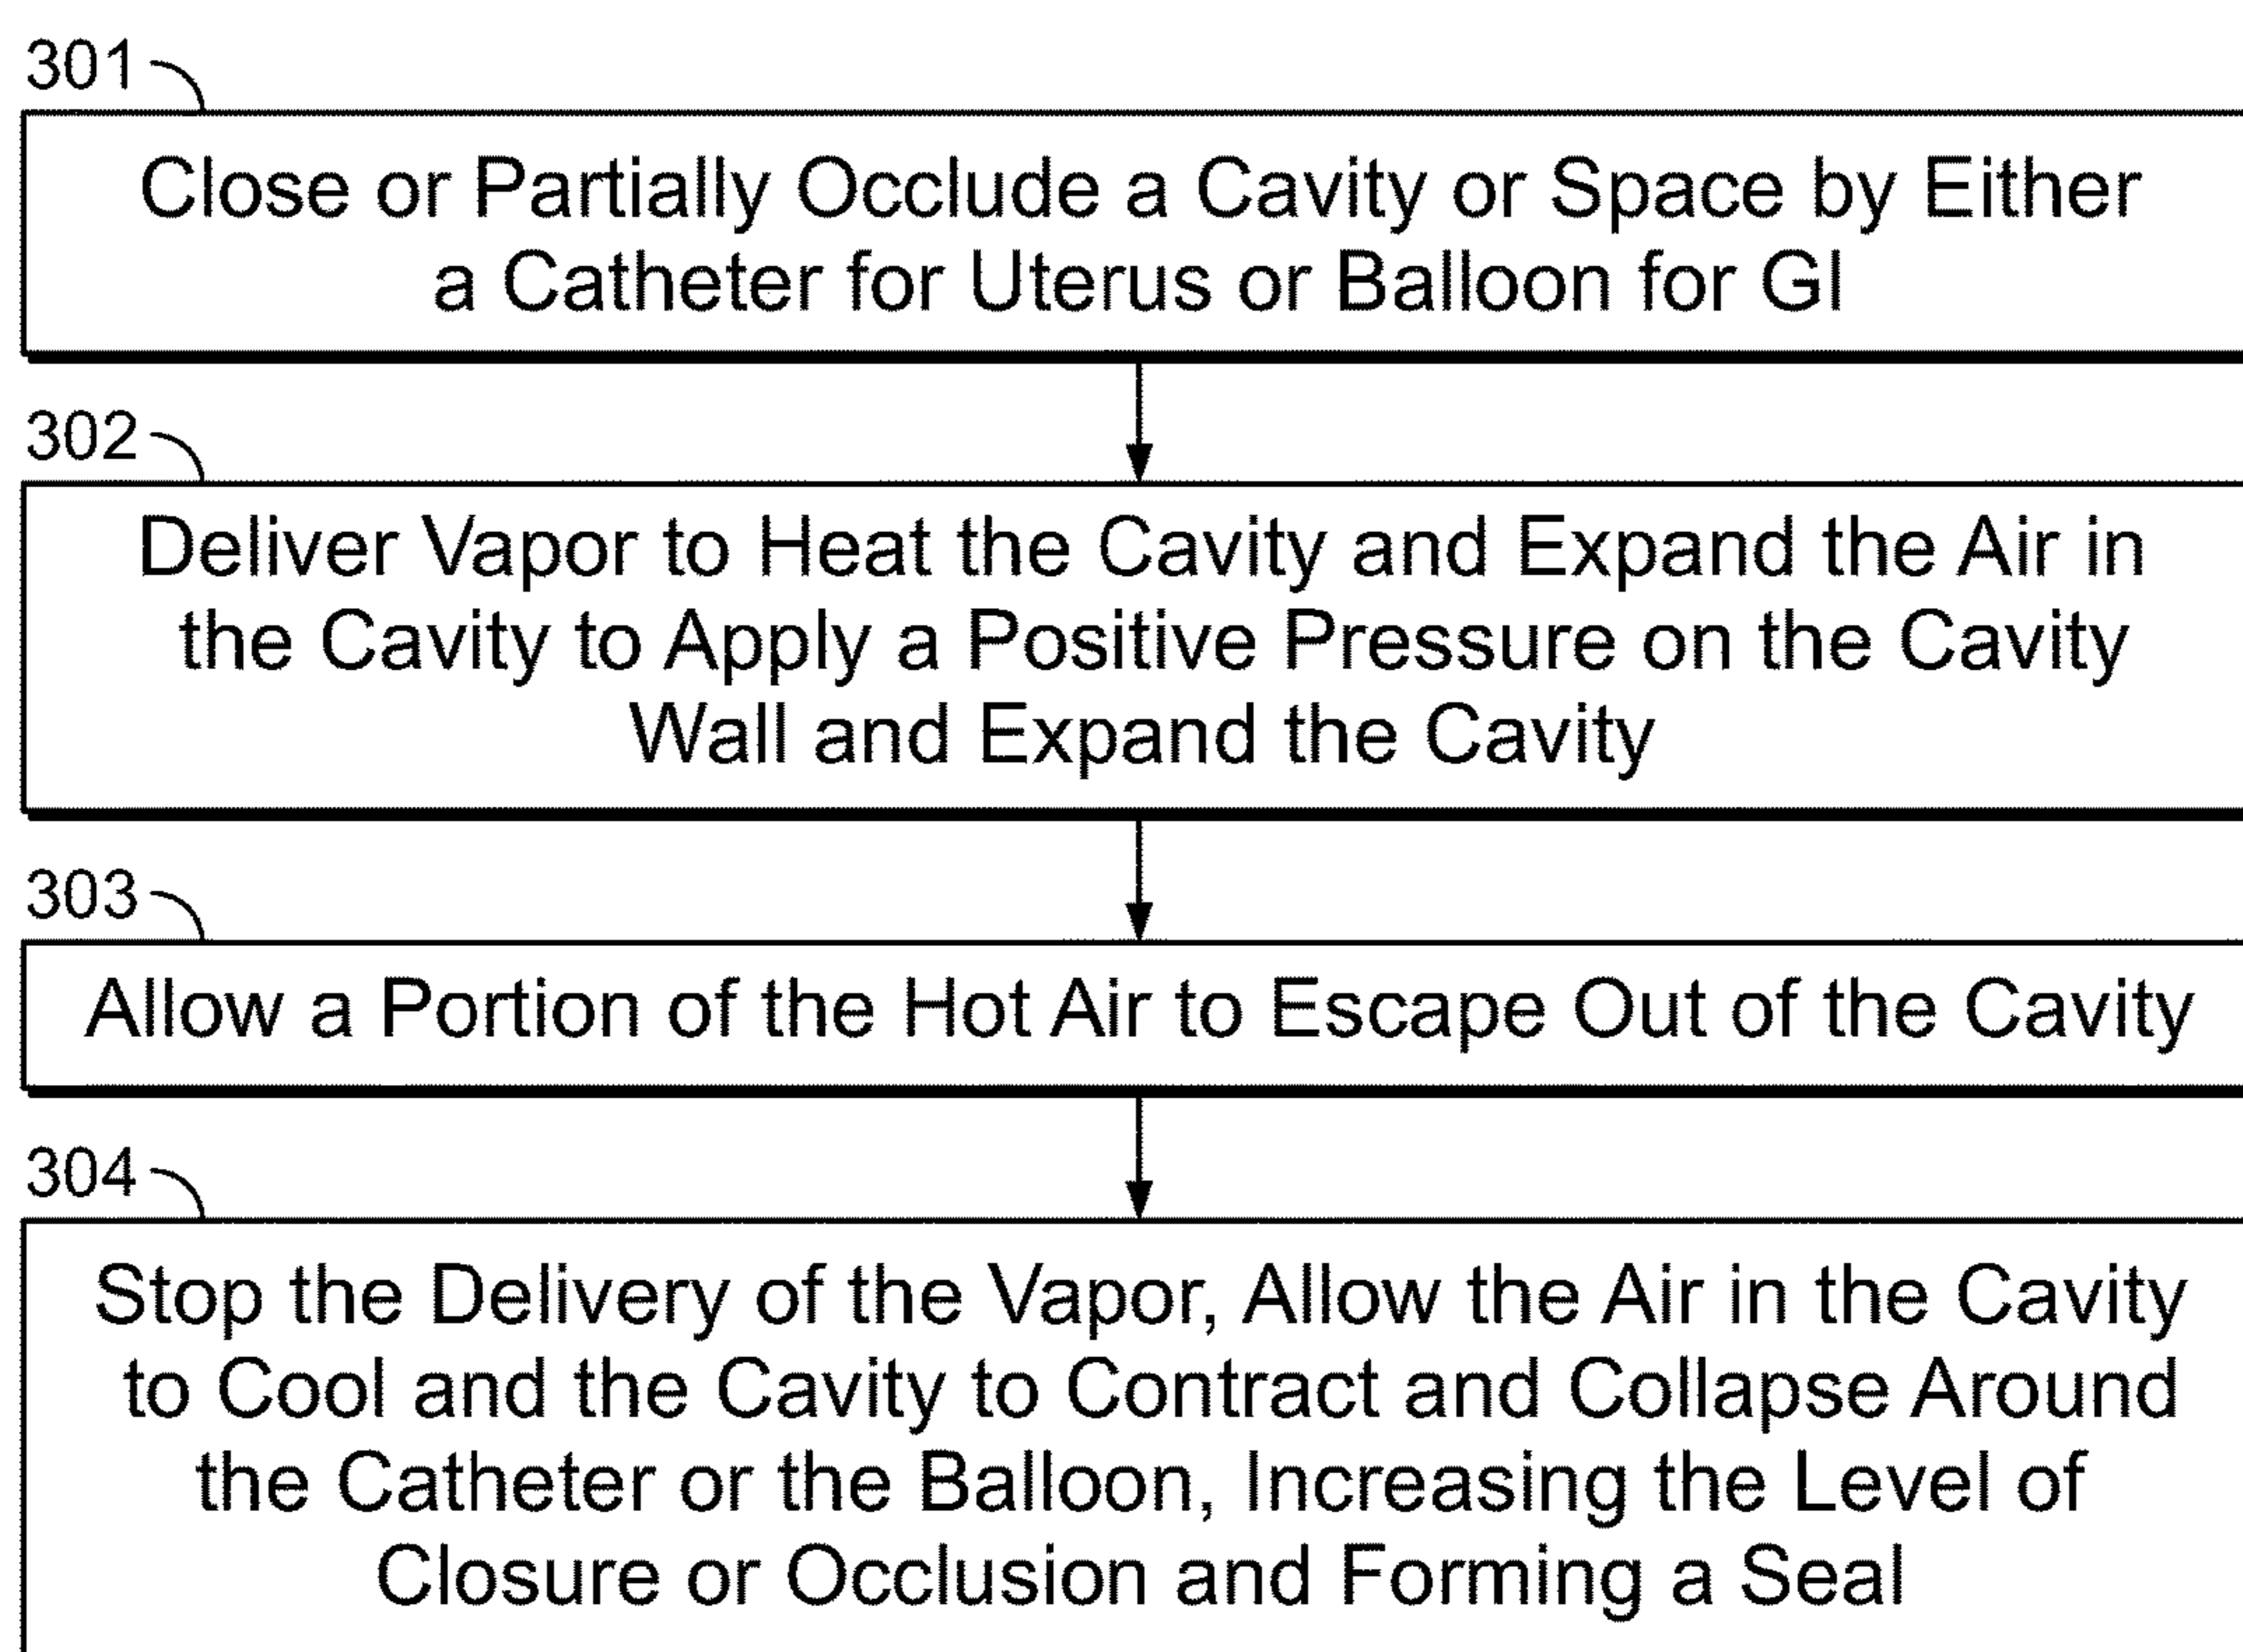 301
Close or Partially Occlude a Cavity or Space by Either
a Catheter for Uterus or Balloon for GI
302
Deliver Vapor to Heat the Cavity and Expand the Air in
the Cavity to Apply a Positive Pressure on the Cavity
Wall and Expand the Cavity
303
Allow a Portion of the Hot Air to Escape Out of the Cavity
304
Stop the Delivery of the Vapor, Allow the Air in the Cavity
to Cool and the Cavity to Contract and Collapse Around
the Catheter or the Balloon, Increasing the Level of
Closure or Occlusion and Forming a Seal